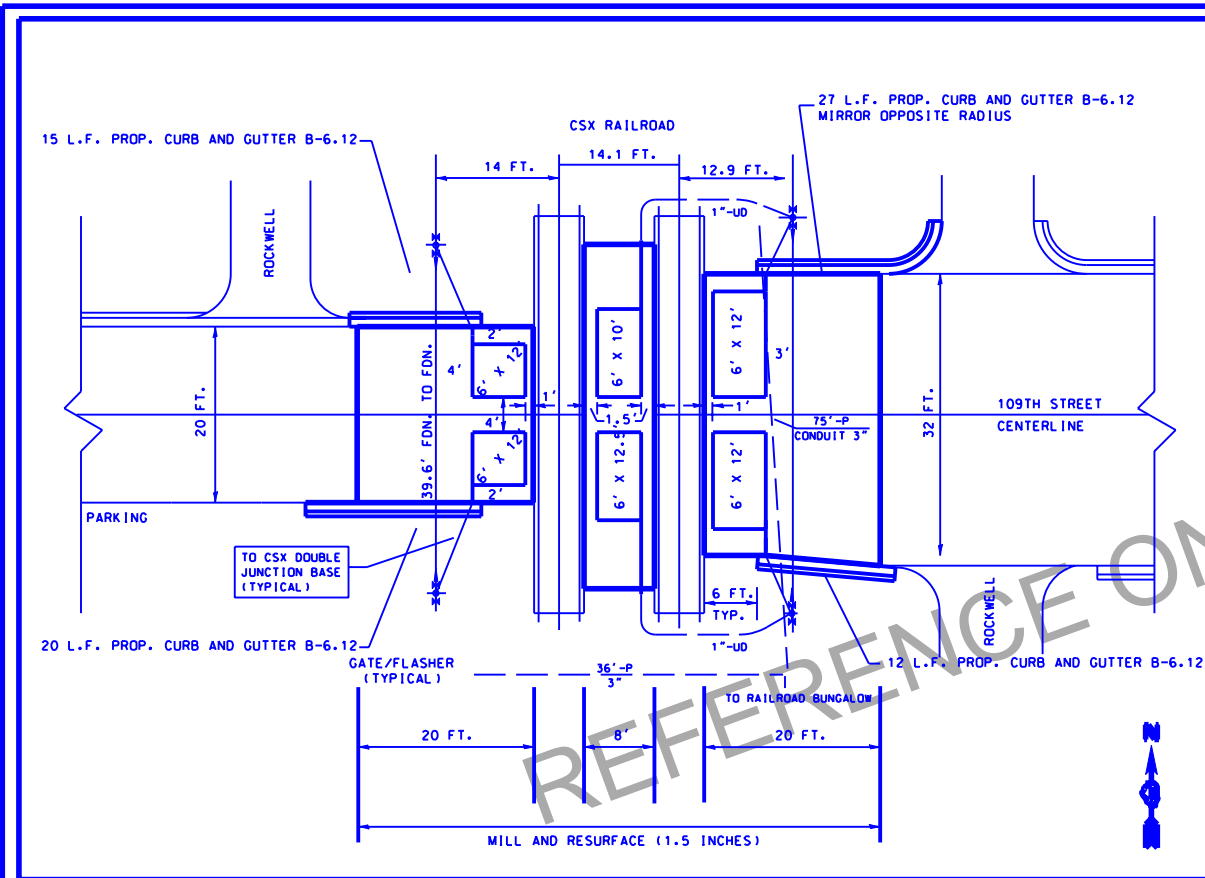 27 L.F. PROP. CURB AND GUTTER B-6.12
MIRROR OPPOSITE RADIUS
15 L.F. PROP. CURB AND GUTTER B-6.12
CSX RAILROAD
14 FT.
14.1 FT.
12.9 FT.
1"-UD
ROCKWELL
2'
4'
6' X 12'
1'
4'
6' X 12'
2'
39.6' FDN. TO FDN.
20 FT.
6' X 10'
1.5'
6' X 12.5'
6' X 12'
3'
1'
6' X 12'
75'-P
CONDUIT 3"
32 FT.
109TH STREET
CENTERLINE
PARKING
TO CSX DOUBLE
JUNCTION BASE
(TYPICAL)
6 FT.
TYP.
1"-UD
ROCKWELL
20 L.F. PROP. CURB AND GUTTER B-6.12
GATE/FLASHER
(TYPICAL)
36'-P
3"
12 L.F. PROP. CURB AND GUTTER B-6.12
TO RAILROAD BUNGALOW
20 FT.
8'
20 FT.
MILL AND RESURFACE (1.5 INCHES)
N
REFERENCE ON